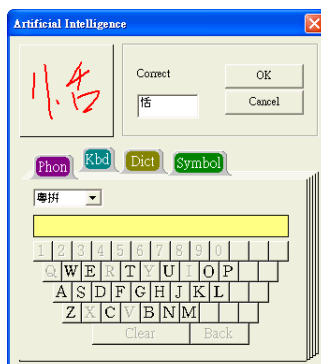 Artificial Intelligence
恬
Correct
OK
恬
Cancel
Phon Kbd Dict Symbol
粵拼
1 2 3 4 5 6 7 8 9 0
Q W E R T Y U I O P
A S D F G H J K L
Z X C V B N M
Clear Back